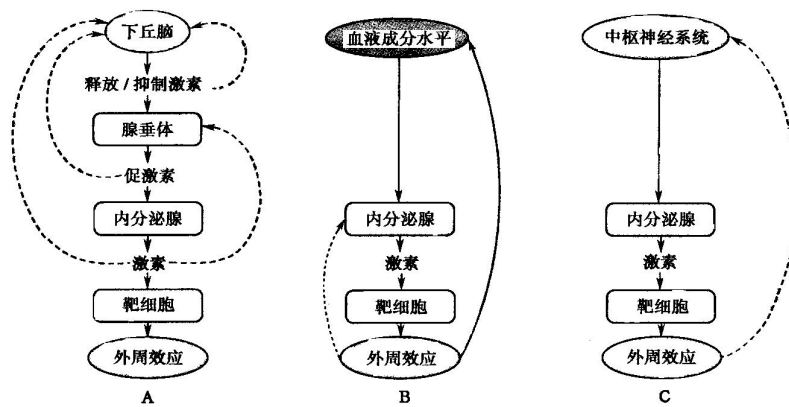 下丘脑
释放/抑制激素
腺垂体
促激素
内分泌腺
激素
靶细胞
外周效应
A
血液成分水平
内分泌腺
激素
靶细胞
外周效应
B
中枢神经系统
内分泌腺
激素
靶细胞
外周效应
C